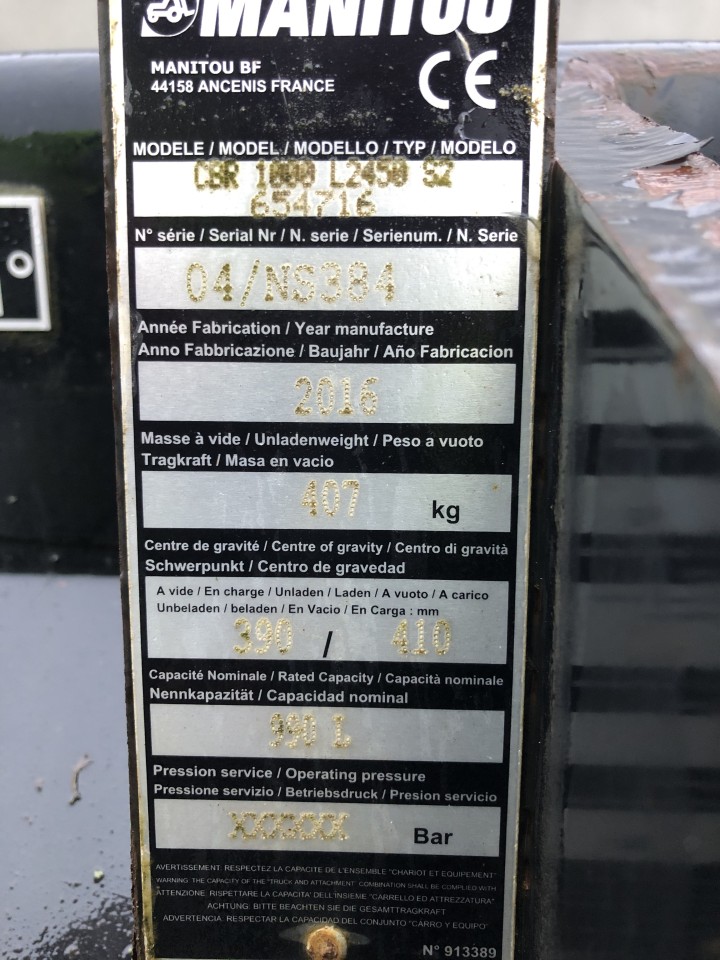 MANITOU
MANITOU BF
44158 ANCENIS FRANCE
CE
MODELE / MODEL / MODELLO / TYP / MODELO
CBR 1000 L2450 S2
654716
N° série / Serial Nr / N. serie / Serienum. / N. Serie
04/NS384
Année Fabrication / Year manufacture
Anno Fabbricazione / Baujahr / Año Fabricacion
2016
Masse à vide / Unladenweight / Peso a vuoto
Tragkraft / Masa en vacio
407 kg
Centre de gravité / Centre of gravity / Centro di gravità
Schwerpunkt / Centro de gravedad
A vide / En charge / Unladen / Laden / A vuoto / A carico
Unbeladen / beladen / En Vacio / En Carga : mm
390 / 410
Capacité Nominale / Rated Capacity / Capacità nominale
Nennkapazität / Capacidad nominal
990 L
Pression service / Operating pressure
Pressione servizio / Betriebsdruck / Presion servicio
XXXXXX Bar
AVERTISSEMENT: RESPECTEZ LA CAPACITE DE L'ENSEMBLE "CHARIOT ET EQUIPEMENT"
WARNING: THE CAPACITY OF THE "TRUCK AND ATTACHMENT" COMBINATION SHALL BE COMPLIED WITH
ATTENZIONE: RISPETTARE LA CAPACITA' DELL'INSIEME "CARRELLO ED ATTREZZATURA"
ACHTUNG: BITTE BEACHTEN SIE DIE GESAMTTRAGKRAFT
ADVERTENCIA: RESPECTAR LA CAPACIDAD DEL CONJUNTO "CARRO Y EQUIPO"
N° 913389